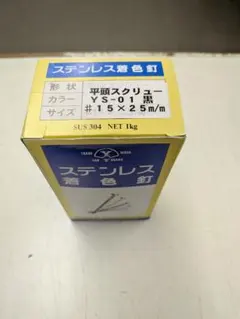 ステンレス着色釘
形状 平頭スクリュー
カラー YS-01 黒
サイズ #15×25m/m
SUS304 NET 1kg
ステンレス
着色釘